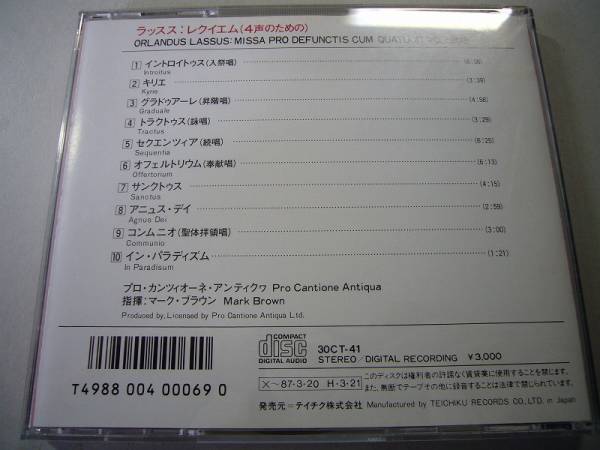 ラッスス：レクイエム(4声のための)
ORLANDUS LASSUS: MISSA PRO DEFUNCTIS CUM
1 イントロイトゥス(入祭唱)
Introitus
2 キリエ (3:39)
Kyrie
3 グラドゥアーレ(昇階唱) (4:56)
Graduale
4 トラクトゥス(詠唱) (3:29)
Tractus
5 セクエンツィア(続唱) (6:25)
Sequentia
6 オフェルトリウム(奉献唱) (6:13)
Offertorium
7 サンクトゥス (4:15)
Sanctus
8 アニュス・デイ (2:59)
Agnus Dei
9 コンムニオ(聖体拝領唱) (3:00)
Communio
10 イン・パラディズム (1:21)
In Paradisum
プロ・カンツィオーネ・アンティクヮ Pro Cantione Antiqua
指揮：マーク・ブラウン Mark Brown
Produced by, Licensed by Pro Cantione Antiqua Ltd.
COMPACT disc DIGITAL AUDIO
30CT-41
STEREO/DIGITAL RECORDING ¥3,000
T4988 004 00069 0
X〜87・3・20 H・3・21
このディスクは権利者の許諾なく賃貸業に使用することを禁じます。
また、無断でテープその他に録音することは法律で禁じられています。
発売元＝テイチク株式会社 Manufactured by TEICHIKU RECORDS CO., LTD. in Japan